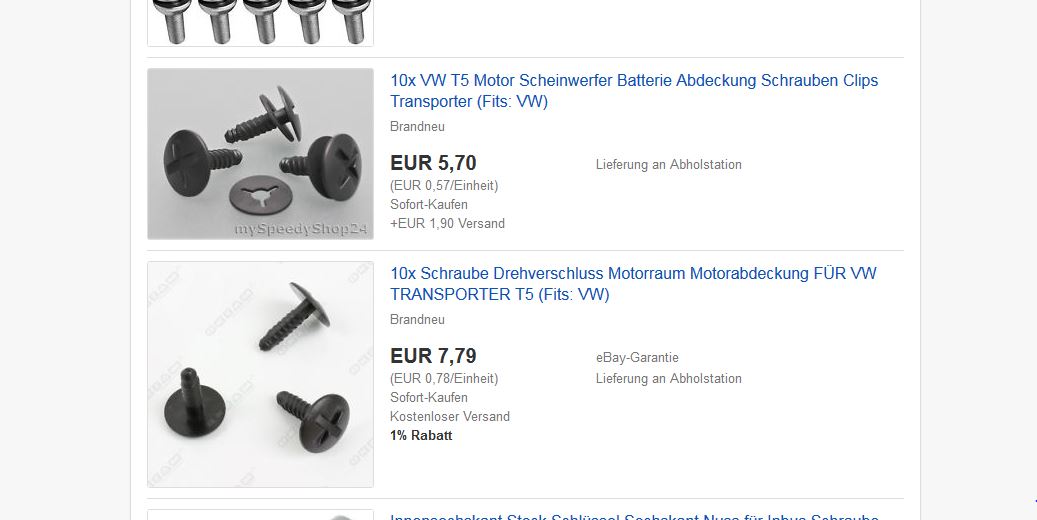 10x VW T5 Motor Scheinwerfer Batterie Abdeckung Schrauben Clips
Transporter (Fits: VW)
Brandneu
EUR 5,70
Lieferung an Abholstation
(EUR 0,57/Einheit)
Sofort-Kaufen
+EUR 1,90 Versand
mySpeedyShop24
10x Schraube Drehverschluss Motorraum Motorabdeckung FÜR VW
TRANSPORTER T5 (Fits: VW)
Brandneu
EUR 7,79
eBay-Garantie
(EUR 0,78/Einheit)
Lieferung an Abholstation
Sofort-Kaufen
Kostenloser Versand
1% Rabatt